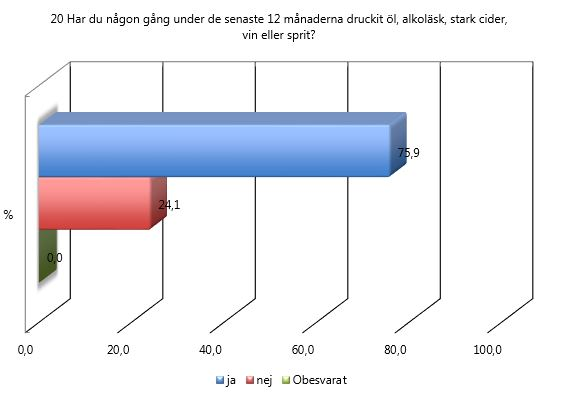 20 Har du någon gång under de senaste 12 månaderna druckit öl, alkoläsk, stark cider,
vin eller sprit?
75,9
24,1
%
0,0
0,0 20,0 40,0 60,0 80,0 100,0
ja nej Obesvarat